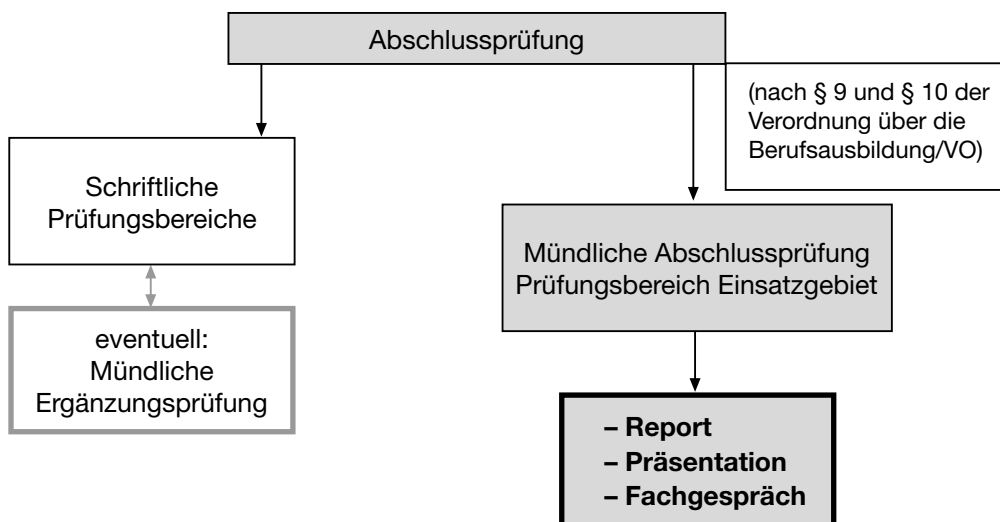 Abschlussprüfung
(nach § 9 und § 10 der
Verordnung über die
Berufsausbildung/VO)
Schriftliche
Prüfungsbereiche
Mündliche Abschlussprüfung
Prüfungsbereich Einsatzgebiet
eventuell:
Mündliche
Ergänzungsprüfung
– Report
– Präsentation
– Fachgespräch